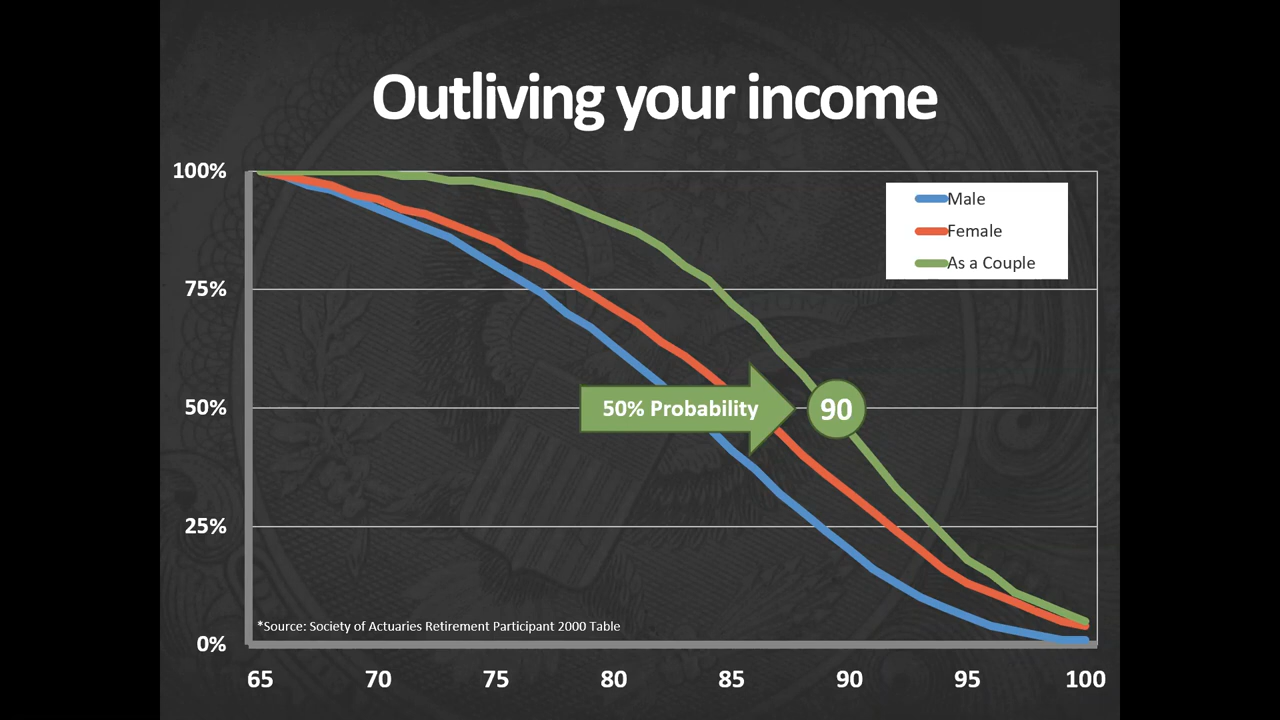 Outliving your income
100%
75%
50%
25%
0%
Male
Female
As a Couple
50% Probability
90
*Source: Society of Actuaries Retirement Participant 2000 Table
65 70 75 80 85 90 95 100